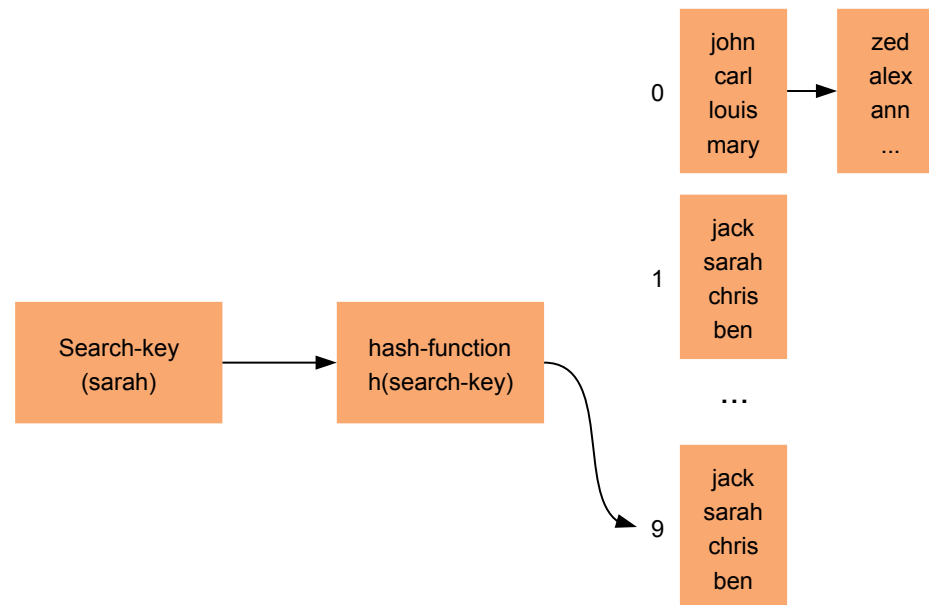 0
john
carl
louis
mary
zed
alex
ann
...
1
jack
sarah
chris
ben
Search-key
(sarah)
hash-function
h(search-key)
...
9
jack
sarah
chris
ben